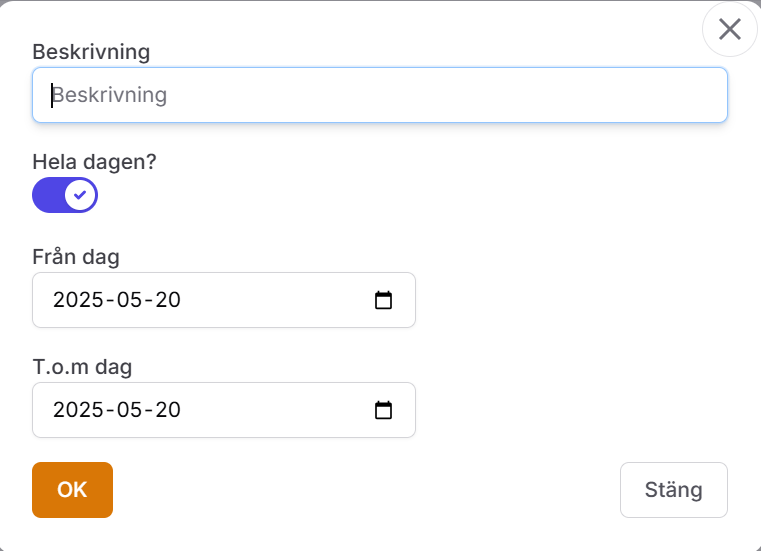 Beskrivning
Beskrivning
Hela dagen?
Från dag
2025-05-20
T.o.m dag
2025-05-20
OK
Stäng